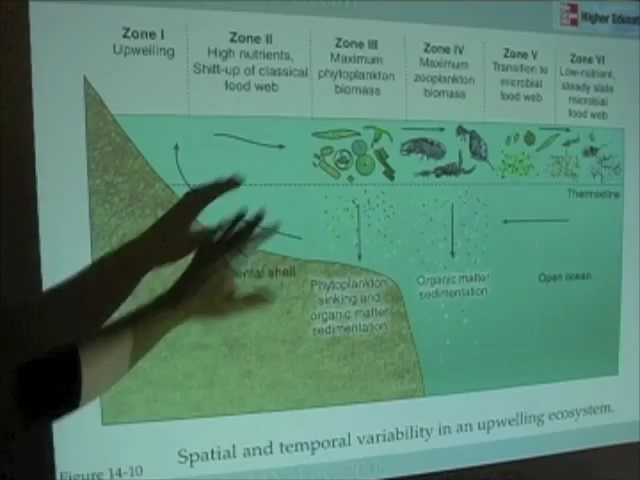 Higher Educa
Zone I
Upwelling
Zone II
High nutrients,
Shift-up of classical
food web
Zone III
Maximum
phytoplankton
biomass
Zone IV
Maximum
zooplankton
biomass
Zone V
Transition to
microbial
food web
Zone VI
Low-nutrient,
steady state
microbial
food web
Thermocline
ental shelf
Phytoplankton
sinking and
organic matter
sedimentation
Organic matter
sedimentation
Open ocean
Spatial and temporal variability in an upwelling ecosystem.
Figure 14-10